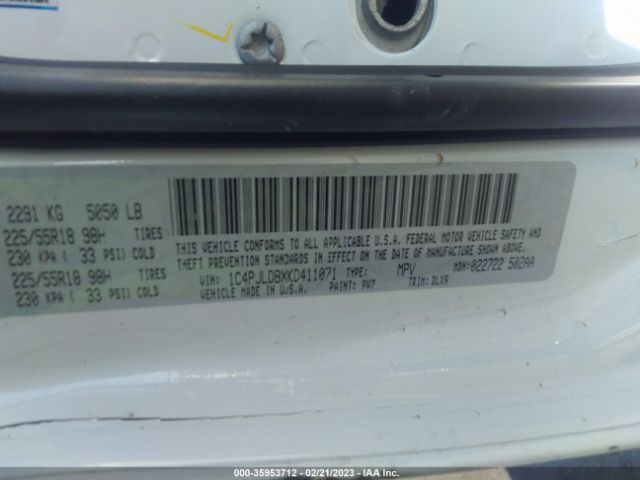 2291 KG 5050 LB
225/55R18 98H TIRES
230 KPA ( 33 PSI) COLD
225/55R18 98H TIRES
230 KPA ( 33 PSI) COLD
THIS VEHICLE CONFORMS TO ALL APPLICABLE U.S.A. FEDERAL MOTOR VEHICLE SAFETY AND
THEFT PREVENTION STANDARDS IN EFFECT ON THE DATE OF MANUFACTURE SHOWN ABOVE.
VIN: 1C4PJLDBXKD411071 TYPE: MPV MDH:022722 502AA
VEHICLE MADE IN U.S.A. PAINT: PW7 TRIM: DLX9
000-35953712 - 02/21/2023 - IAA Inc.